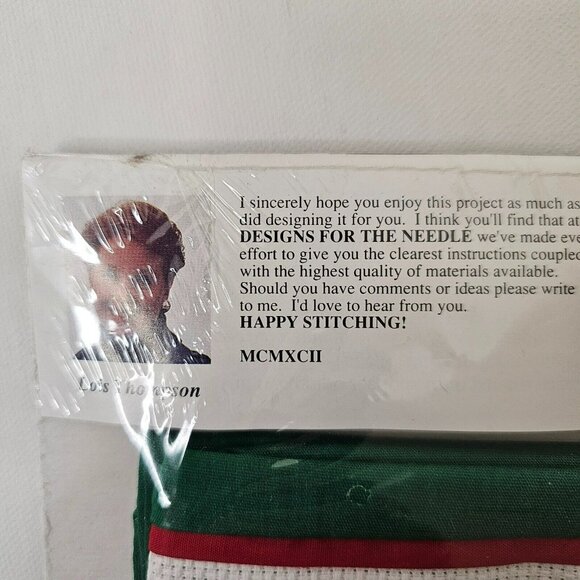 I sincerely hope you enjoy this project as much as
did designing it for you. I think you'll find that at
DESIGNS FOR THE NEEDLE we've made eve
effort to give you the clearest instructions coupled
with the highest quality of materials available.
Should you have comments or ideas please write
to me. I'd love to hear from you.
HAPPY STITCHING!
MCMXCII
Lois Thompson